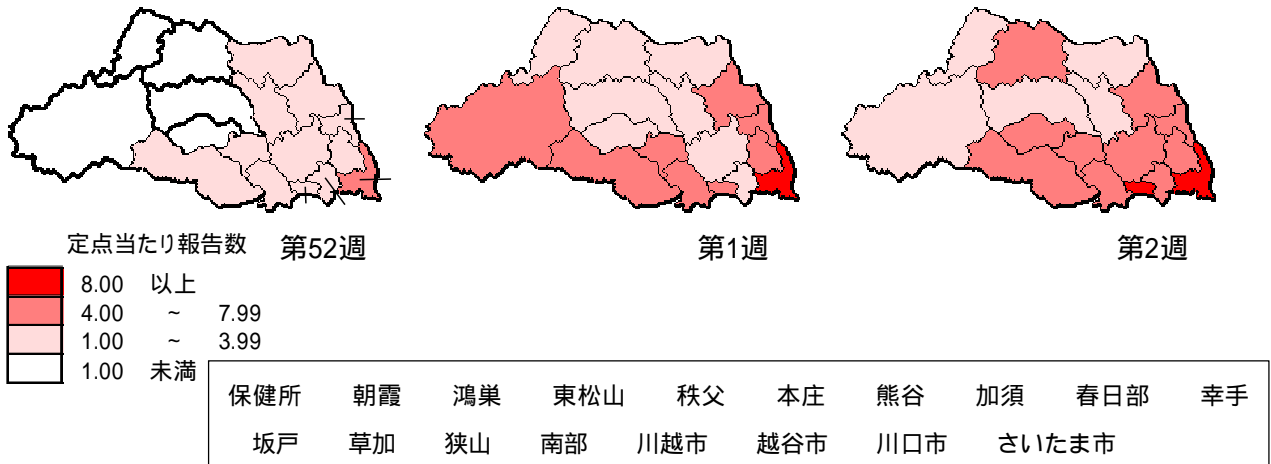 第52週
第1週
第2週
定点当たり報告数
8.00 以上
4.00 ~ 7.99
1.00 ~ 3.99
1.00 未満
保健所 朝霞 鴻巣 東松山 秩父 本庄 熊谷 加須 春日部 幸手
坂戸 草加 狭山 南部 川越市 越谷市 川口市 さいたま市